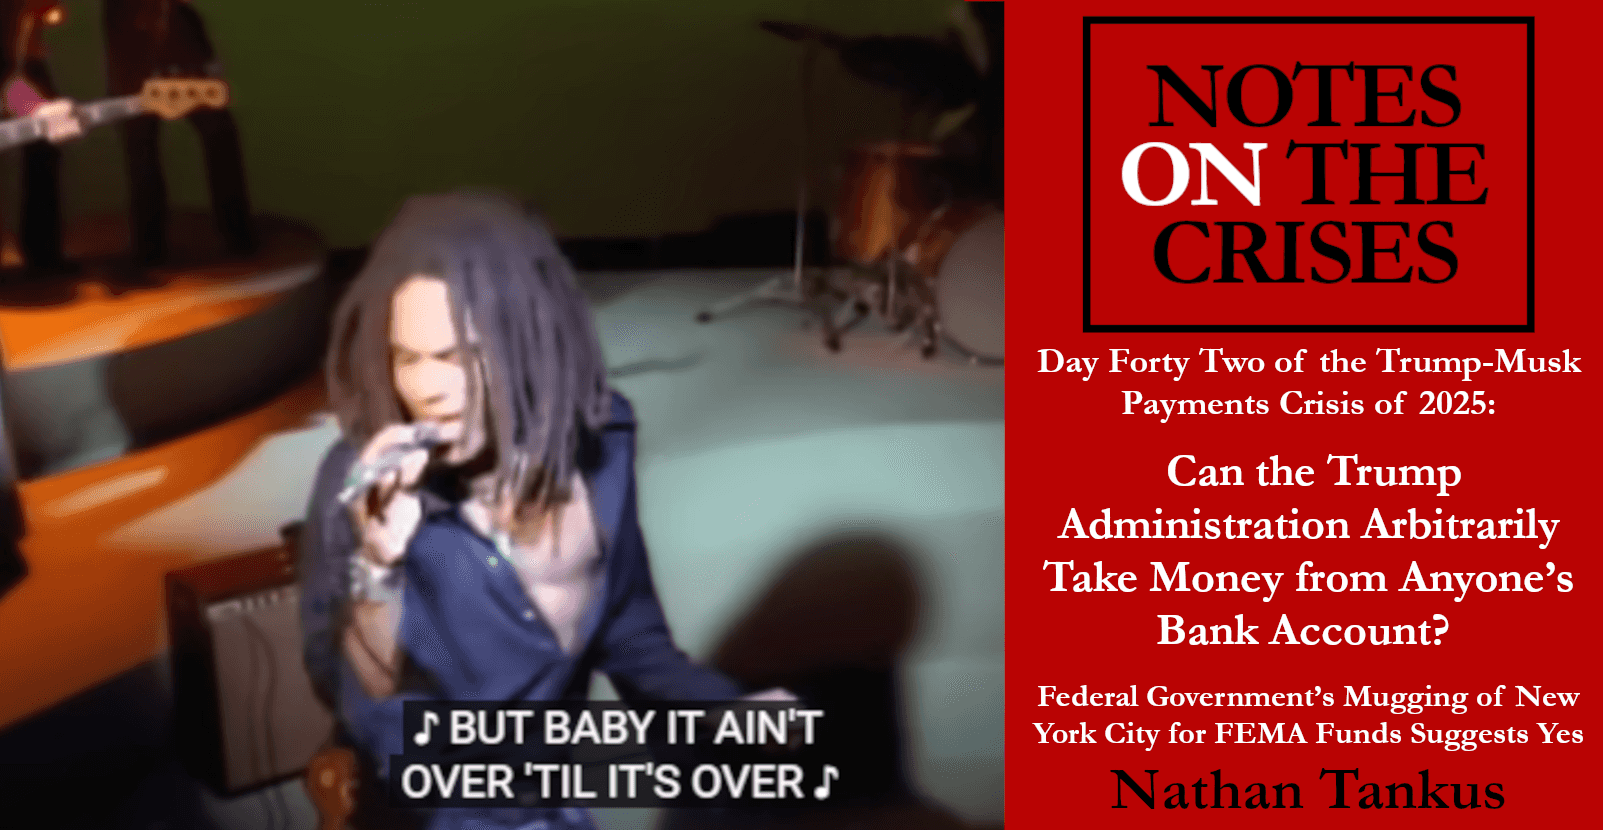 ♪ BUT BABY IT AIN'T
OVER 'TIL IT'S OVER ♪
NOTES
ON THE
CRISES
Day Forty Two of the Trump-Musk
Payments Crisis of 2025:
Can the Trump
Administration Arbitrarily
Take Money from Anyone's
Bank Account?
Federal Government's Mugging of New
York City for FEMA Funds Suggests Yes
Nathan Tankus